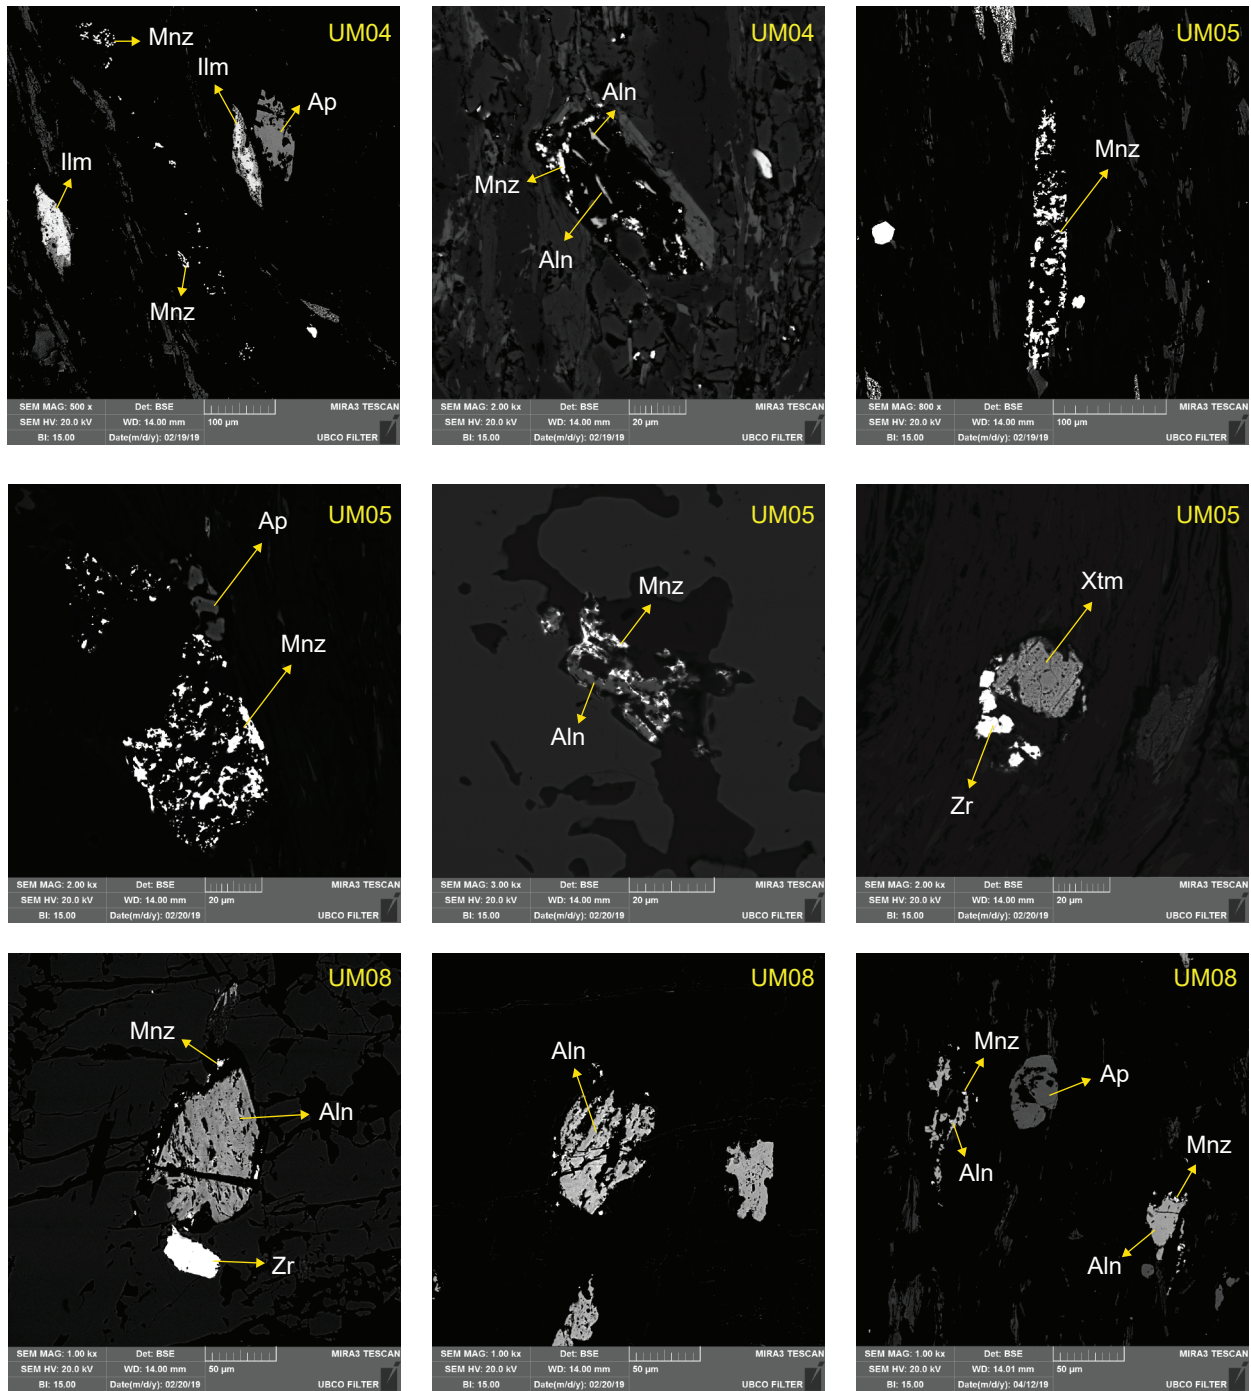 UM04
Mnz
Ilm
Ap
Ilm
Mnz
SEM MAG: 500 x Det: BSE MIRA3 TESCAN
SEM HV: 20.0 kV WD: 14.00 mm 100 µm
BI: 15.00 Date(m/d/y): 02/19/19 UBCO FiLTER
UM04
Aln
Mnz
Aln
SEM MAG: 2.00 kx Det: BSE MIRA3 TESCAN
SEM HV: 20.0 kV WD: 14.00 mm 20 µm
BI: 15.00 Date(m/d/y): 02/19/19 UBCO FiLTER
UM05
Mnz
SEM MAG: 800 x Det: BSE MIRA3 TESCAN
SEM HV: 20.0 kV WD: 14.00 mm 100 µm
BI: 15.00 Date(m/d/y): 02/19/19 UBCO FiLTER
UM05
Ap
Mnz
SEM MAG: 2.00 kx Det: BSE MIRA3 TESCAN
SEM HV: 20.0 kV WD: 14.00 mm 20 µm
BI: 15.00 Date(m/d/y): 02/20/19 UBCO FiLTER
UM05
Mnz
Aln
SEM MAG: 3.00 kx Det: BSE MIRA3 TESCAN
SEM HV: 20.0 kV WD: 14.00 mm 20 µm
BI: 15.00 Date(m/d/y): 02/20/19 UBCO FiLTER
UM05
Xtm
Zr
SEM MAG: 2.00 kx Det: BSE MIRA3 TESCAN
SEM HV: 20.0 kV WD: 14.00 mm 20 µm
BI: 15.00 Date(m/d/y): 02/20/19 UBCO FiLTER
UM08
Mnz
Aln
Zr
SEM MAG: 1.00 kx Det: BSE MIRA3 TESCAN
SEM HV: 20.0 kV WD: 14.00 mm 50 µm
BI: 15.00 Date(m/d/y): 02/20/19 UBCO FiLTER
UM08
Aln
SEM MAG: 1.00 kx Det: BSE MIRA3 TESCAN
SEM HV: 20.0 kV WD: 14.00 mm 50 µm
BI: 15.00 Date(m/d/y): 02/20/19 UBCO FiLTER
UM08
Mnz
Ap
Aln
Mnz
Aln
SEM MAG: 1.00 kx Det: BSE MIRA3 TESCAN
SEM HV: 20.0 kV WD: 14.01 mm 50 µm
BI: 15.00 Date(m/d/y): 04/12/19 UBCO FiLTER